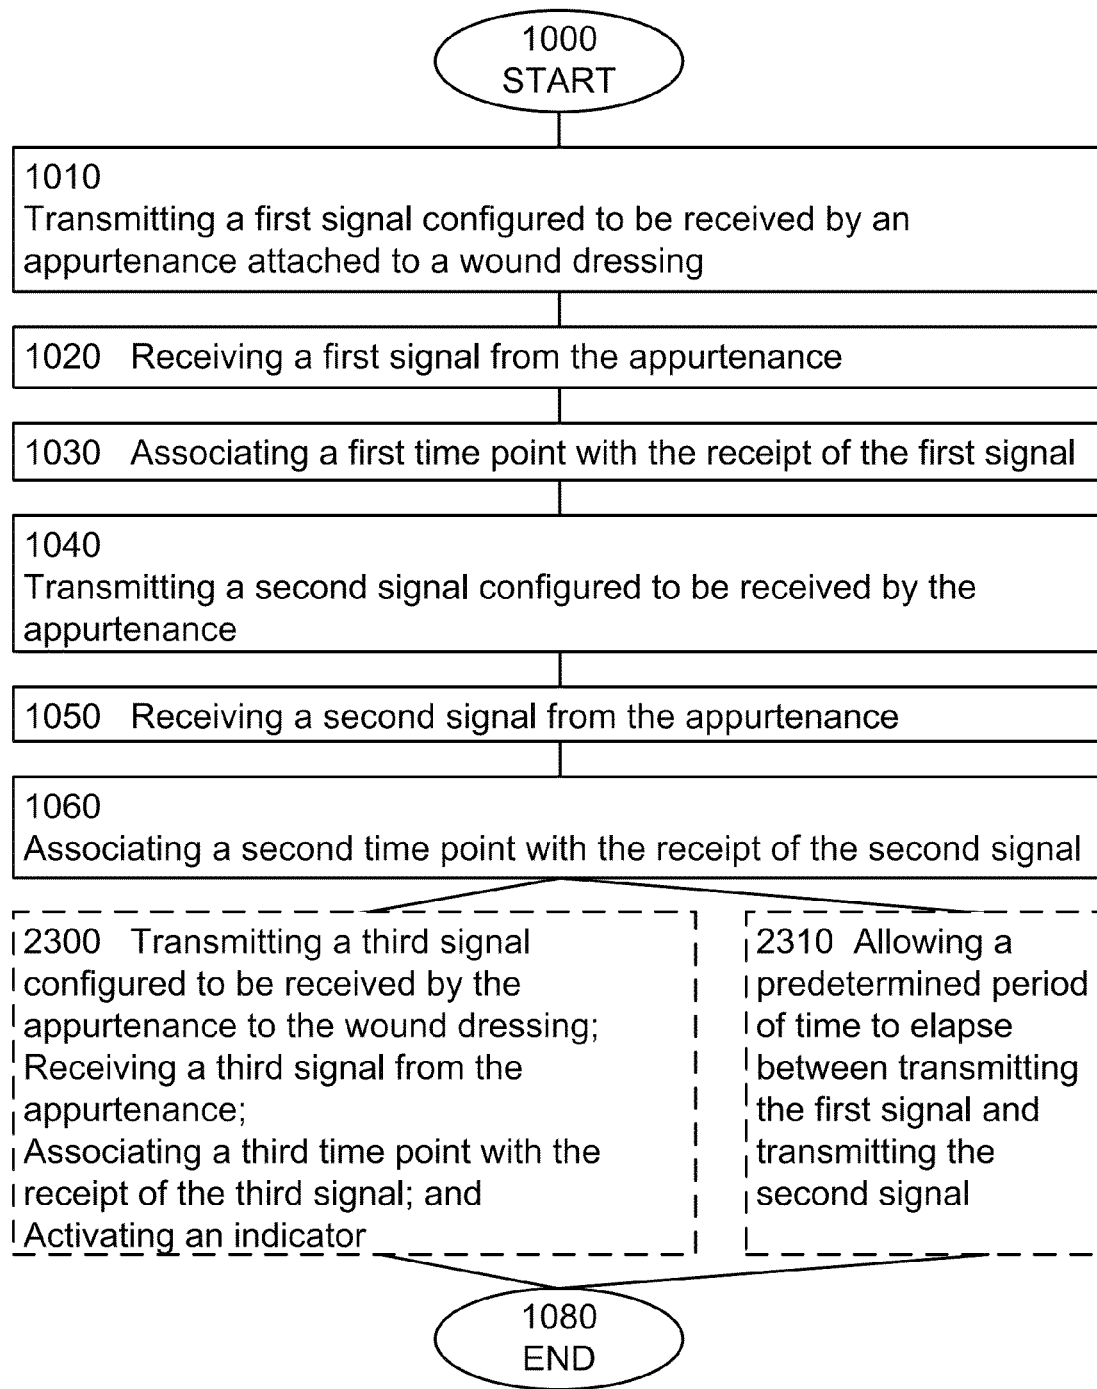 1000
START
1010
Transmitting a first signal configured to be received by an
appurtenance attached to a wound dressing
1020 Receiving a first signal from the appurtenance
1030 Associating a first time point with the receipt of the first signal
1040
Transmitting a second signal configured to be received by the
appurtenance
1050 Receiving a second signal from the appurtenance
1060
Associating a second time point with the receipt of the second signal
2300 Transmitting a third signal
configured to be received by the
appurtenance to the wound dressing;
Receiving a third signal from the
appurtenance;
Associating a third time point with the
receipt of the third signal; and
Activating an indicator
2310 Allowing a
predetermined period
of time to elapse
between transmitting
the first signal and
transmitting the
second signal
1080
END